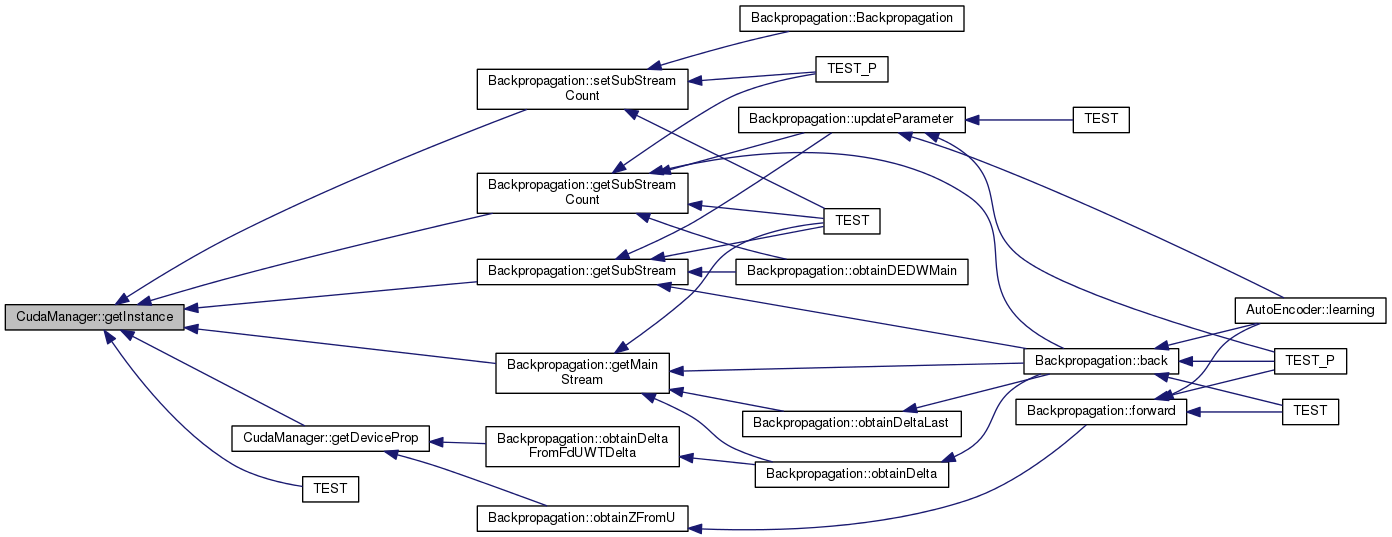 Backpropagation::Backpropagation
Backpropagation::setSubStream
Count
TEST_P
Backpropagation::updateParameter
TEST
Backpropagation::getSubStream
Count
TEST
Backpropagation::getSubStream
Backpropagation::obtainDEDWMain
CudaManager::getInstance
AutoEncoder::learning
Backpropagation::getMain
Stream
Backpropagation::back
TEST_P
Backpropagation::obtainDeltaLast
Backpropagation::forward
TEST
CudaManager::getDeviceProp
Backpropagation::obtainDelta
FromFdUWTDelta
Backpropagation::obtainDelta
TEST
Backpropagation::obtainZFromU